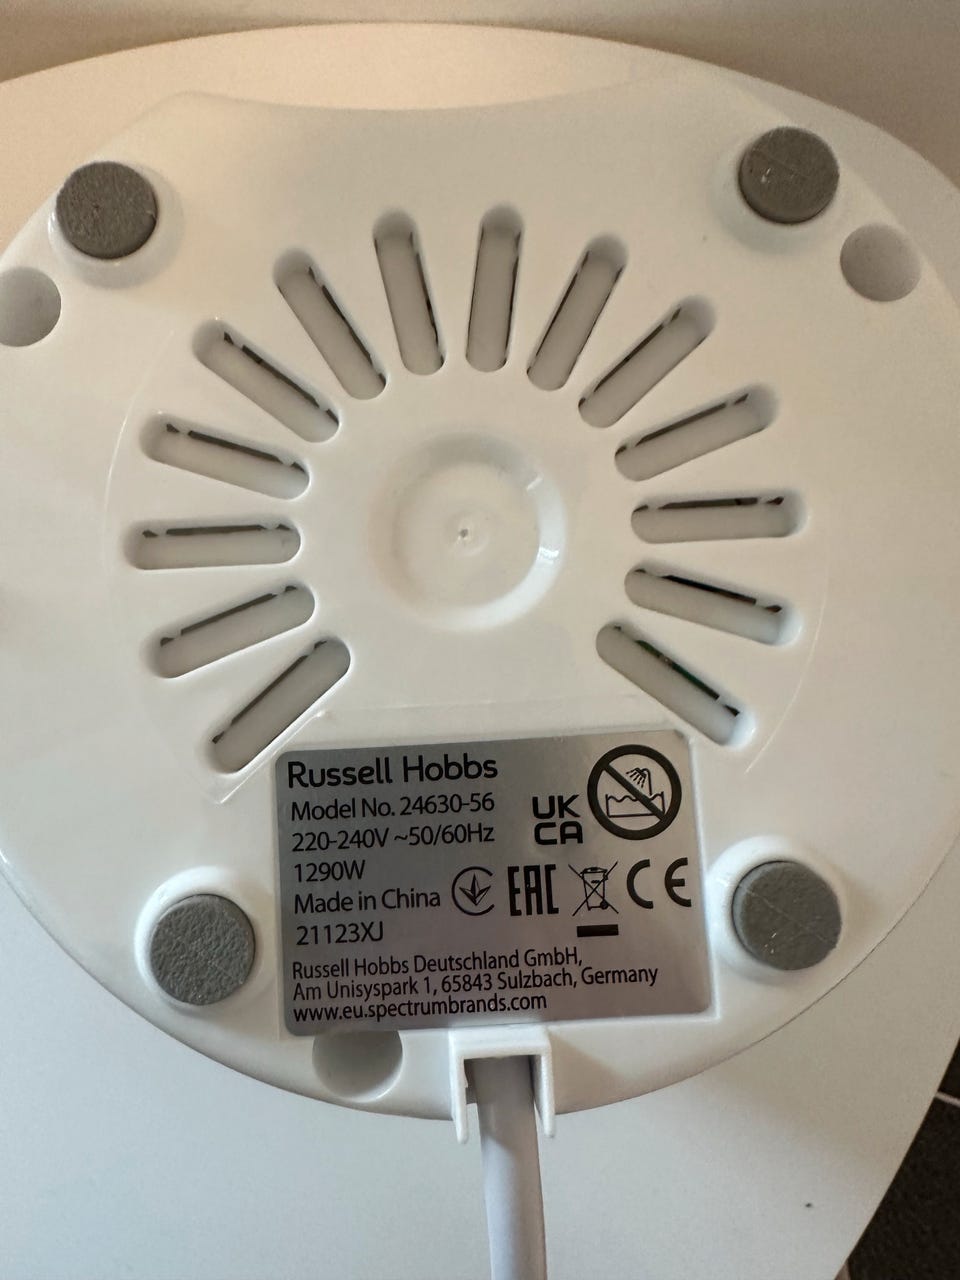 Russell Hobbs
Model No. 24630-56
220-240V ~50/60Hz
1290W
Made in China
21123XJ
UK
CA
EAC
CE
Russell Hobbs Deutschland GmbH,
Am Unisyspark 1, 65843 Sulzbach, Germany
www.eu.spectrumbrands.com